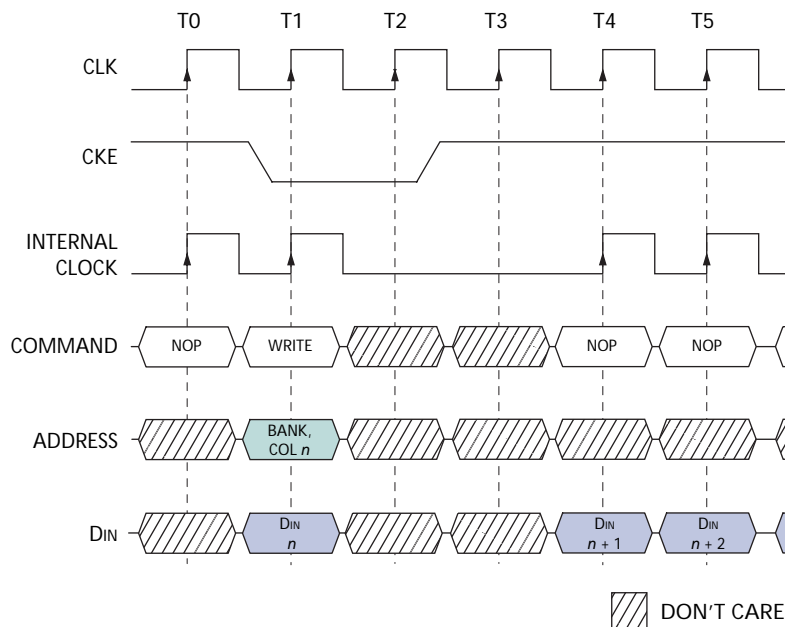 T0 T1 T2 T3 T4 T5
CLK
CKE
INTERNAL
CLOCK
COMMAND NOP WRITE NOP NOP
ADDRESS BANK,
COL n
DIN DIN
n DIN
n + 1 DIN
n + 2
DON'T CARE